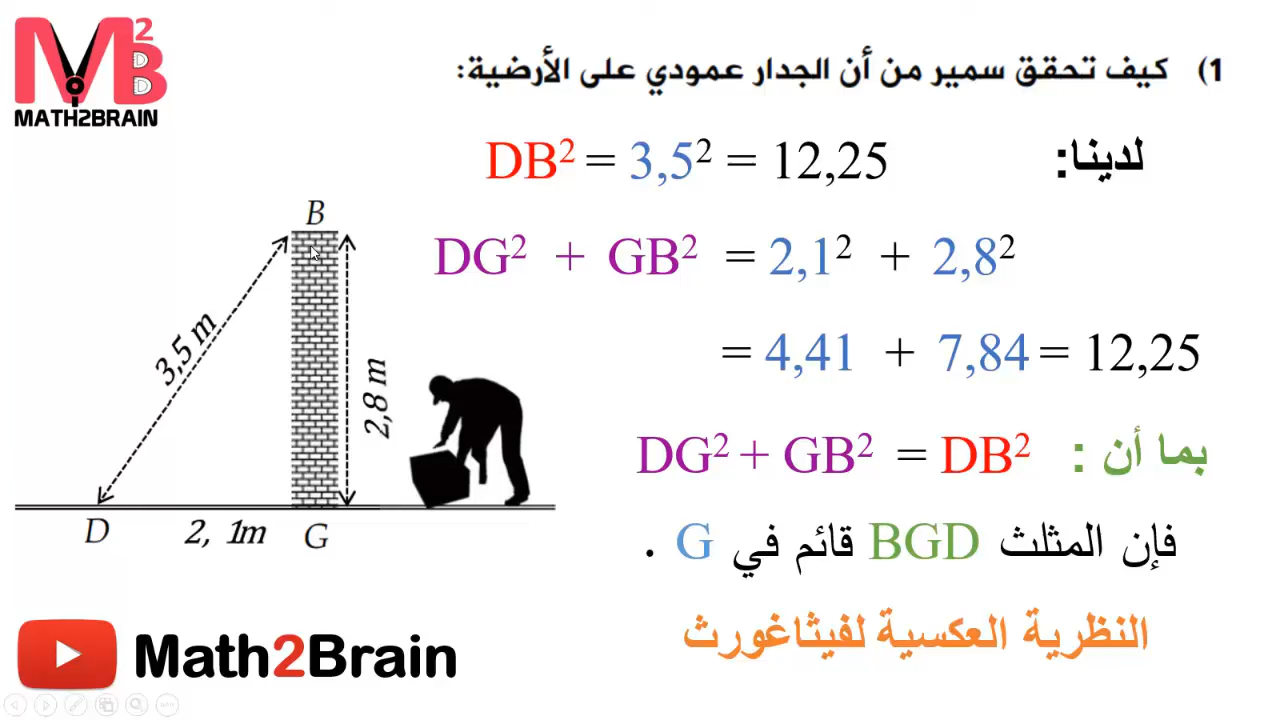 M2B
DD
MATH2BRAIN
1) كيف تحقق سمير من أن الجدار عمودي على الأرضية:
لدينا: DB² = 3,5² = 12,25
DG² + GB² = 2,1² + 2,8²
= 4,41 + 7,84 = 12,25
بما أن : DG² + GB² = DB²
فإن المثلث BGD قائم في G .
النظرية العكسية لفيثاغورث
B
3,5 m
2,8 m
D 2, 1m G
Math2Brain